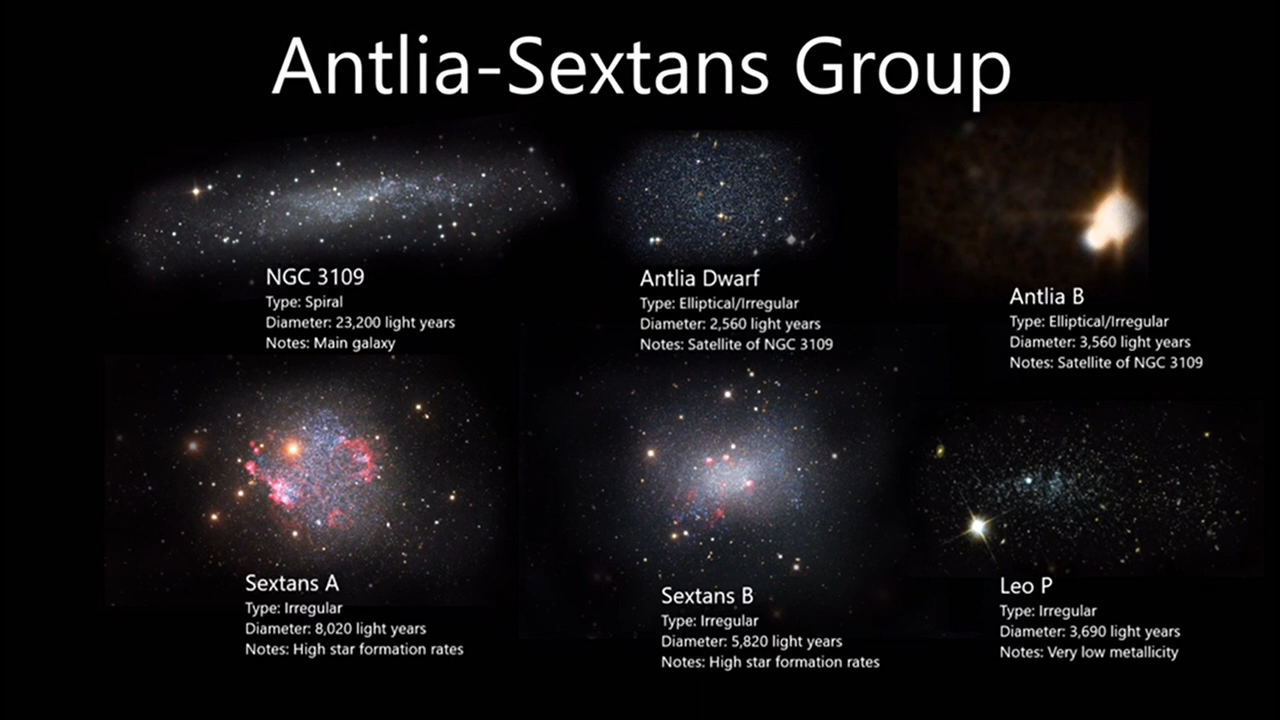 Antlia-Sextans Group
NGC 3109
Type: Spiral
Diameter: 23,200 light years
Notes: Main galaxy
Antlia Dwarf
Type: Elliptical/Irregular
Diameter: 2,560 light years
Notes: Satellite of NGC 3109
Antlia B
Type: Elliptical/Irregular
Diameter: 3,560 light years
Notes: Satellite of NGC 3109
Sextans A
Type: Irregular
Diameter: 8,020 light years
Notes: High star formation rates
Sextans B
Type: Irregular
Diameter: 5,820 light years
Notes: High star formation rates
Leo P
Type: Irregular
Diameter: 3,690 light years
Notes: Very low metallicity